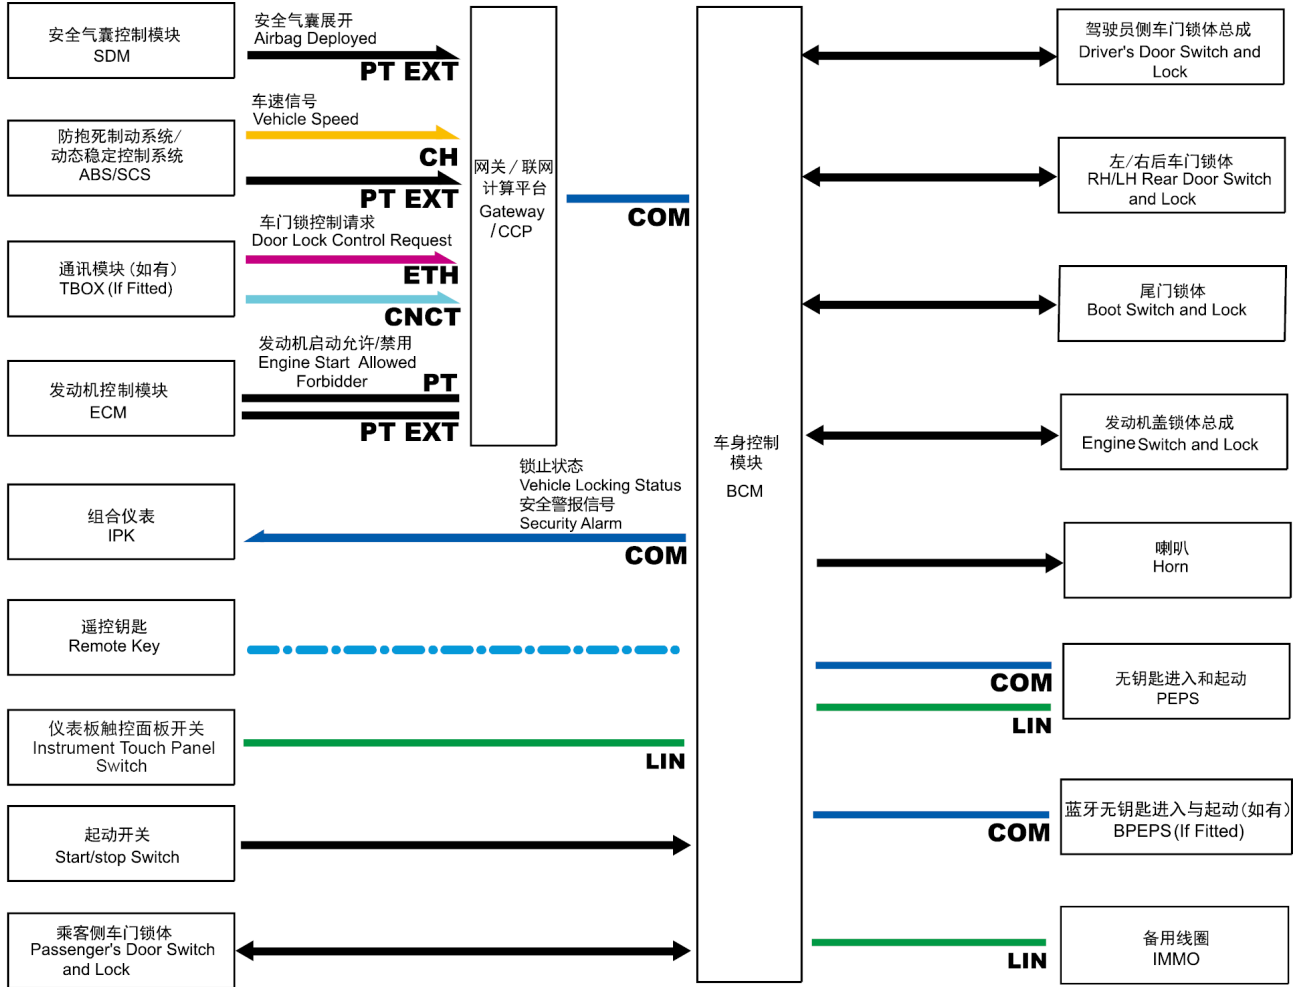 安全气囊控制模块
SDM
安全气囊展开
Airbag Deployed
PT EXT
防抱死制动系统/
动态稳定控制系统
ABS/SCS
车速信号
Vehicle Speed
CH
PT EXT
通讯模块(如有)
TBOX(If Fitted)
车门锁控制请求
Door Lock Control Request
ETH
CNCT
发动机控制模块
ECM
发动机启动允许/禁用
Engine Start Allowed
Forbidder
PT
PT EXT
网关/联网
计算平台
Gateway
/CCP
COM
组合仪表
IPK
锁止状态
Vehicle Locking Status
安全警报信号
Security Alarm
COM
遥控钥匙
Remote Key
仪表板触控面板开关
Instrument Touch Panel
Switch
LIN
起动开关
Start/stop Switch
乘客侧车门锁体
Passenger's Door Switch
and Lock
车身控制
模块
BCM
驾驶员侧车门锁体总成
Driver's Door Switch and
Lock
左/右后车门锁体
RH/LH Rear Door Switch
and Lock
尾门锁体
Boot Switch and Lock
发动机盖锁体总成
Engine Switch and Lock
喇叭
Horn
无钥匙进入和起动
PEPS
COM
LIN
蓝牙无钥匙进入与起动(如有)
BPEPS(If Fitted)
COM
备用线圈
IMMO
LIN